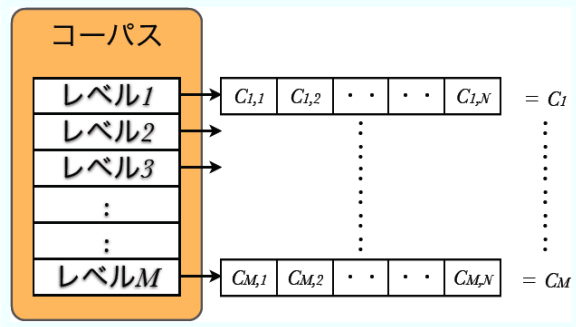 コーパス
レベル1 C1,1 C1,2 ・・ ・・ C1,N = C1
レベル2
レベル3
:
:
レベルM CM,1 CM,2 ・・ ・・ CM,N = CM